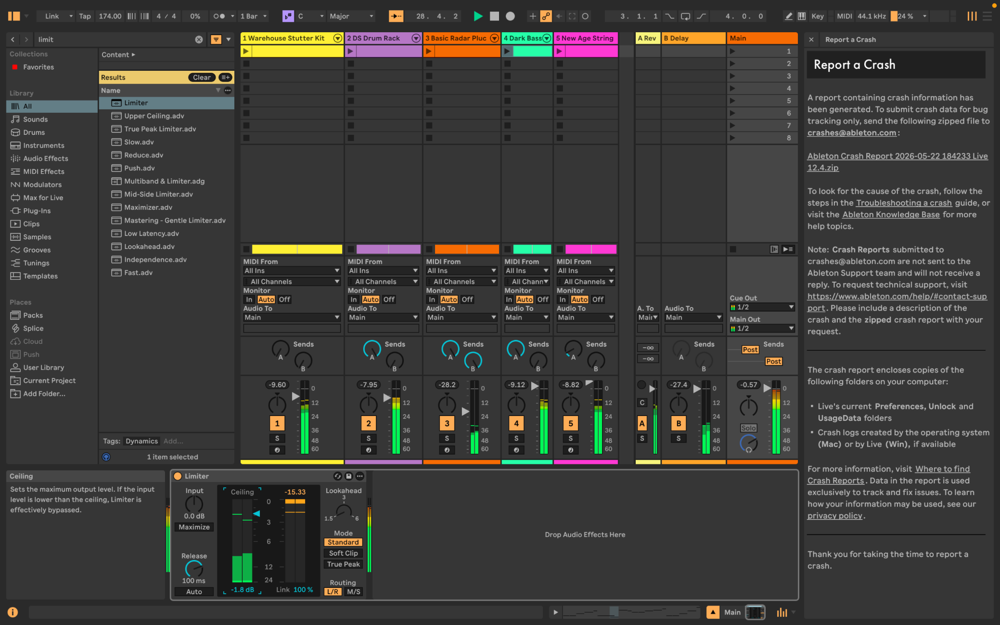 Link
Tap
174.00
4 / 4
0%
1 Bar
C
Major
28. 4. 2
3. 1. 1
4. 0. 0
Key
MIDI
44.1 kHz
24 %
limit
Collections
Favorites
Library
All
Sounds
Drums
Instruments
Audio Effects
MIDI Effects
Modulators
Max for Live
Plug-Ins
Clips
Samples
Grooves
Tunings
Templates
Places
Packs
Splice
Cloud
Push
User Library
Current Project
Add Folder...
Content
Results
Clear
Name
Limiter
Upper Ceiling.adv
True Peak Limiter.adv
Slow.adv
Reduce.adv
Push.adv
Multiband & Limiter.adg
Mid-Side Limiter.adv
Maximizer.adv
Mastering - Gentle Limiter.adv
Low Latency.adv
Lookahead.adv
Independence.adv
Fast.adv
Tags: Dynamics Add...
1 item selected
1 Warehouse Stutter Kit
2 DS Drum Rack
3 Basic Radar Pluc
4 Dark Bass
5 New Age String
A Rev
B Delay
Main
1
2
3
4
5
6
7
8
MIDI From
All Ins
All Channels
Monitor
In Auto Off
Audio To
Main
MIDI From
All Ins
All Channels
Monitor
In Auto Off
Audio To
Main
MIDI From
All Ins
All Channels
Monitor
In Auto Off
Audio To
Main
MIDI From
All Ins
All Chann
Monitor
In Auto Off
Audio To
Main
MIDI From
All Ins
All Channels
Monitor
In Auto Off
Audio To
Main
A. To
Mair
Audio To
Main
Cue Out
1/2
Main Out
1/2
Sends
A
B
Sends
A
B
Sends
A
B
Sends
A
B
Sends
A
B
-∞
-∞
Sends
A
B
Sends
Post
Post
-9.60
0
12
24
36
48
60
1
S
-7.95
0
12
24
36
48
60
2
S
-28.2
0
12
24
36
48
60
3
S
-9.12
0
12
24
36
48
60
4
S
-8.82
0
12
24
36
48
60
5
S
C
A
S
-27.4
0
12
24
36
48
60
B
S
-0.57
0
12
24
36
48
60
Solo
Ceiling
Sets the maximum output level. If the input
level is lower than the ceiling, Limiter is
effectively bypassed.
Limiter
Input
0.0 dB
Maximize
Release
100 ms
Auto
Ceiling
-15.33
0
3
6
12
24
-1.8 dB
Link 100 %
Lookahead
3
1.5
6
Mode
Standard
Soft Clip
True Peak
Routing
L/R M/S
Drop Audio Effects Here
Main
Report a Crash
Report a Crash
A report containing crash information has
been generated. To submit crash data for bug
tracking only, send the following zipped file to
crashes@ableton.com:
Ableton Crash Report 2026-05-22 184233 Live
12.4.zip
To look for the cause of the crash, follow the
steps in the Troubleshooting a crash guide, or
visit the Ableton Knowledge Base for more
help topics.
Note: Crash Reports submitted to
crashes@ableton.com are not sent to the
Ableton Support team and will not receive a
reply. To request technical support, visit
https://www.ableton.com/help/#contact-sup
port. Please include a description of the
crash and the zipped crash report with your
request.
The crash report encloses copies of the
following folders on your computer:
▪ Live's current Preferences, Unlock and
UsageData folders
▪ Crash logs created by the operating system
(Mac) or by Live (Win), if available
For more information, visit Where to find
Crash Reports. Data in the report is used
exclusively to track and fix issues. To learn
how your information may be used, see our
privacy policy.
Thank you for taking the time to report a
crash.